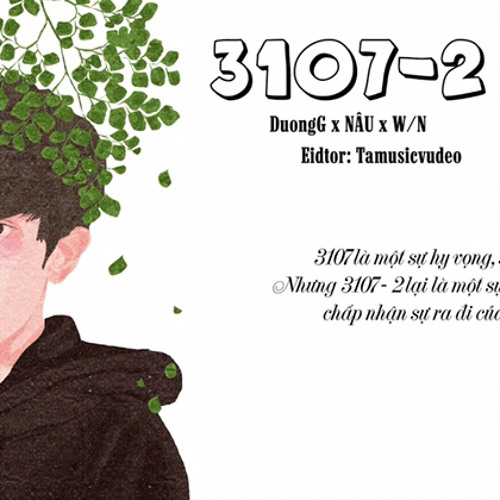 3107-2
DuongG x NÂU x W/N
Eidtor: Tamusicvudeo
3107 là một sự hy vọng,
Nhưng 3107- 2 lại là một sự
chấp nhận sự ra đi của